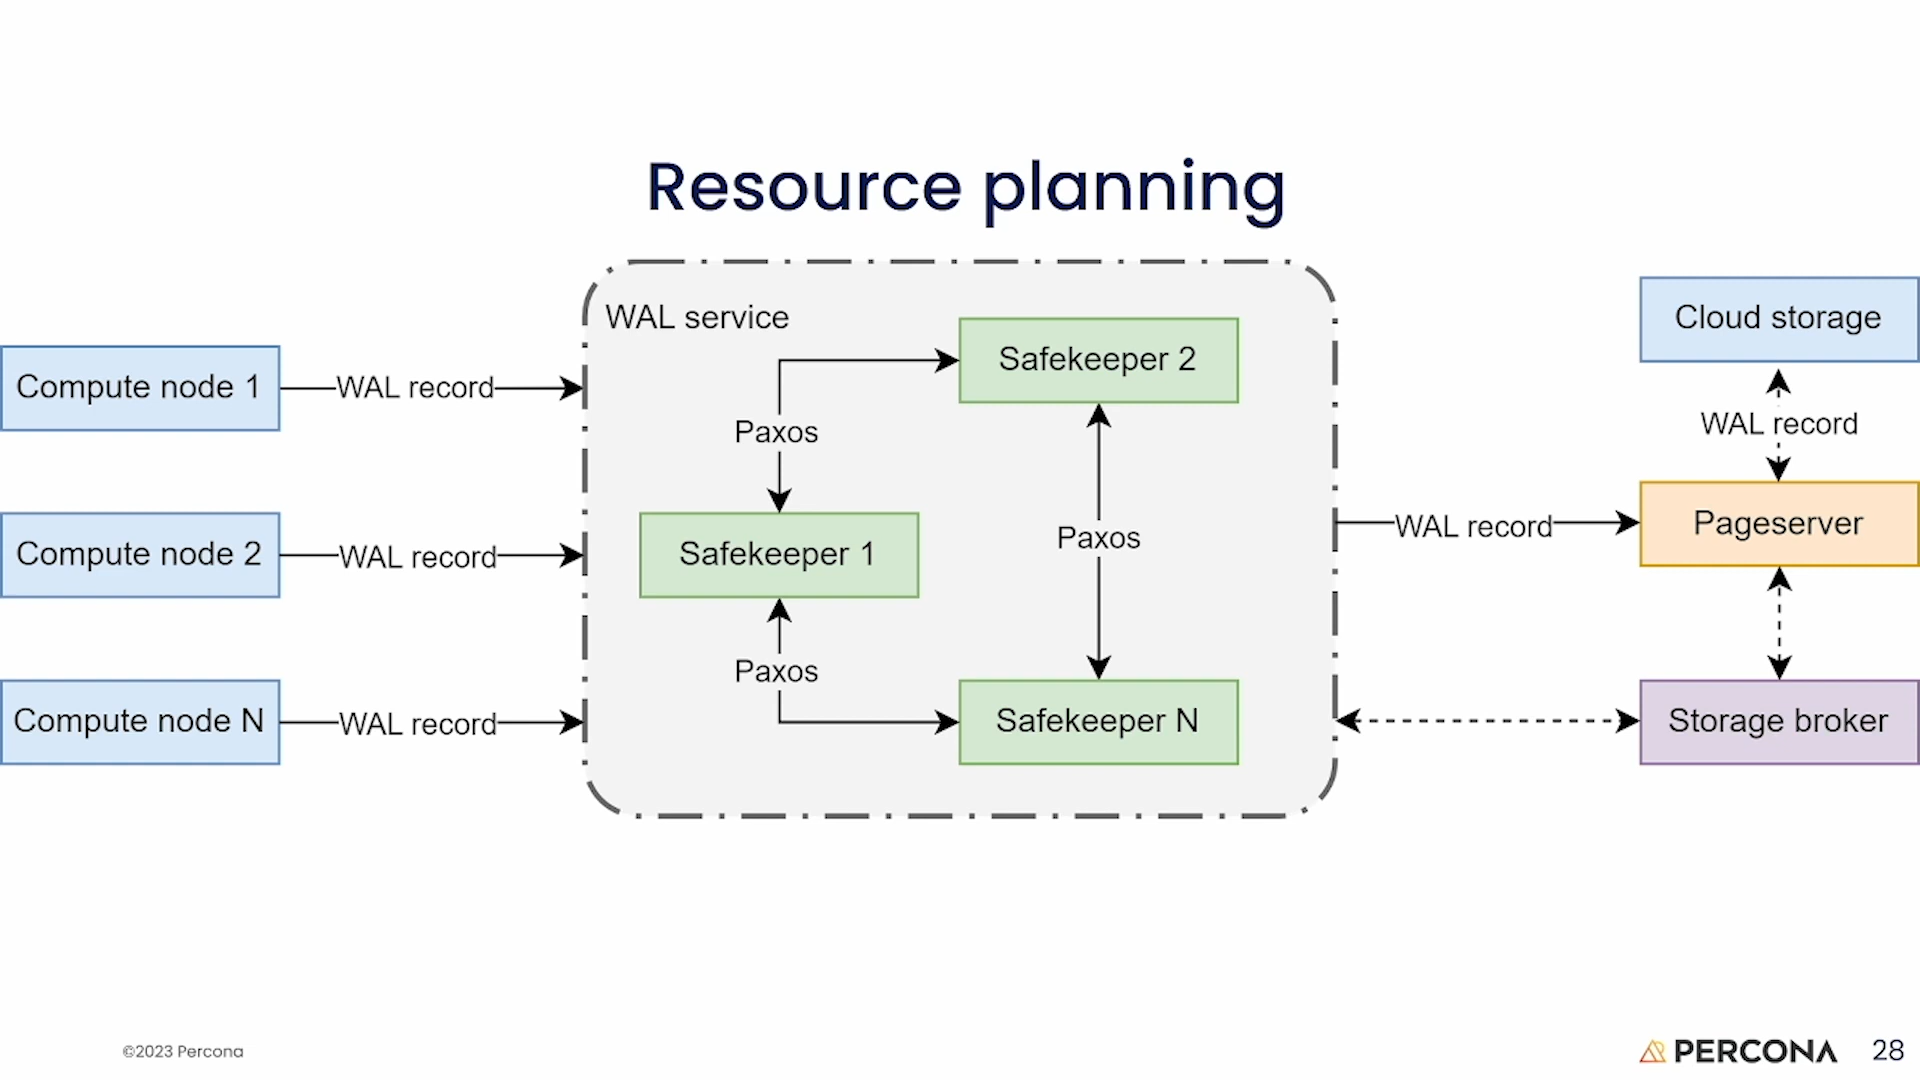 Resource planning
WAL service
Compute node 1
WAL record
Compute node 2
WAL record
Compute node N
WAL record
Safekeeper 2
Paxos
Safekeeper 1
Paxos
Paxos
Safekeeper N
WAL record
Cloud storage
WAL record
Pageserver
Storage broker
©2023 Percona
PERCONA
28